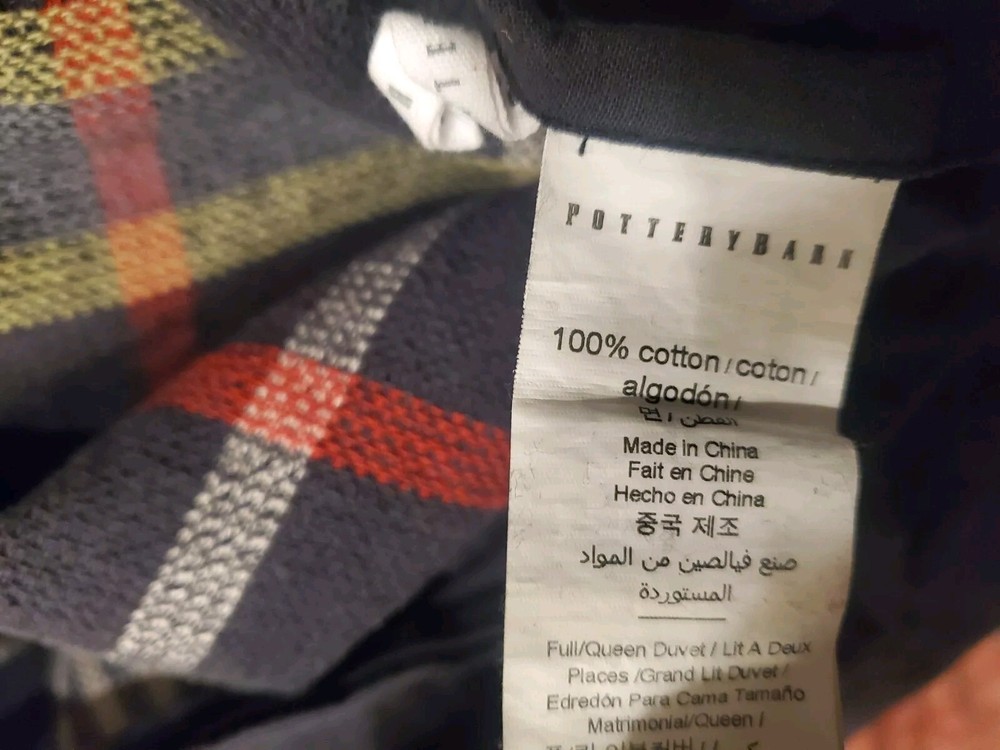 POTTERYBARN
100% cotton / coton /
algodón /
면 / القطن
Made in China
Fait en Chine
Hecho en China
중국 제조
صنع فيالصين من المواد
المستوردة
Full/Queen Duvet / Lit A Deux
Places /Grand Lit Duvet /
Edredón Para Cama Tamaño
Matrimonial/Queen /